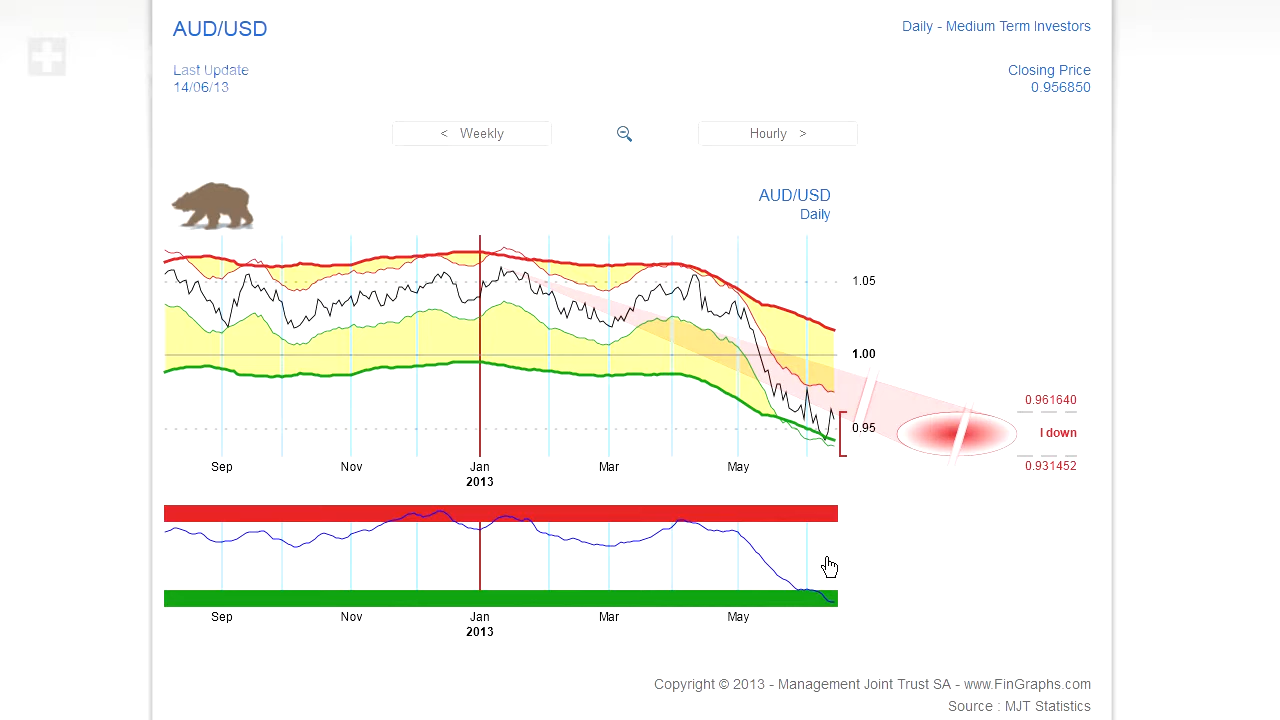 AUD/USD
Daily - Medium Term Investors
Last Update
14/06/13
Closing Price
0.956850
< Weekly
Hourly >
AUD/USD
Daily
1.05
1.00
0.95
0.961640
I down
0.931452
Sep Nov Jan Mar May
2013
Sep Nov Jan Mar May
2013
Copyright © 2013 - Management Joint Trust SA - www.FinGraphs.com
Source : MJT Statistics